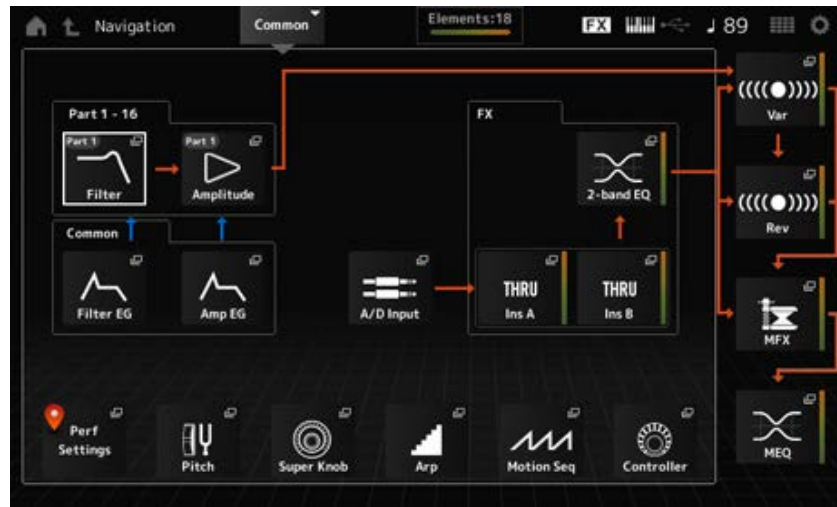 Navigation
Common
Elements:18
FX
89
Part 1 - 16
Part 1
Filter
Part 1
Amplitude
Common
Filter EG
Amp EG
A/D Input
FX
2-band EQ
THRU
Ins A
THRU
Ins B
Var
Rev
MFX
MEQ
Perf
Settings
Pitch
Super Knob
Arp
Motion Seq
Controller